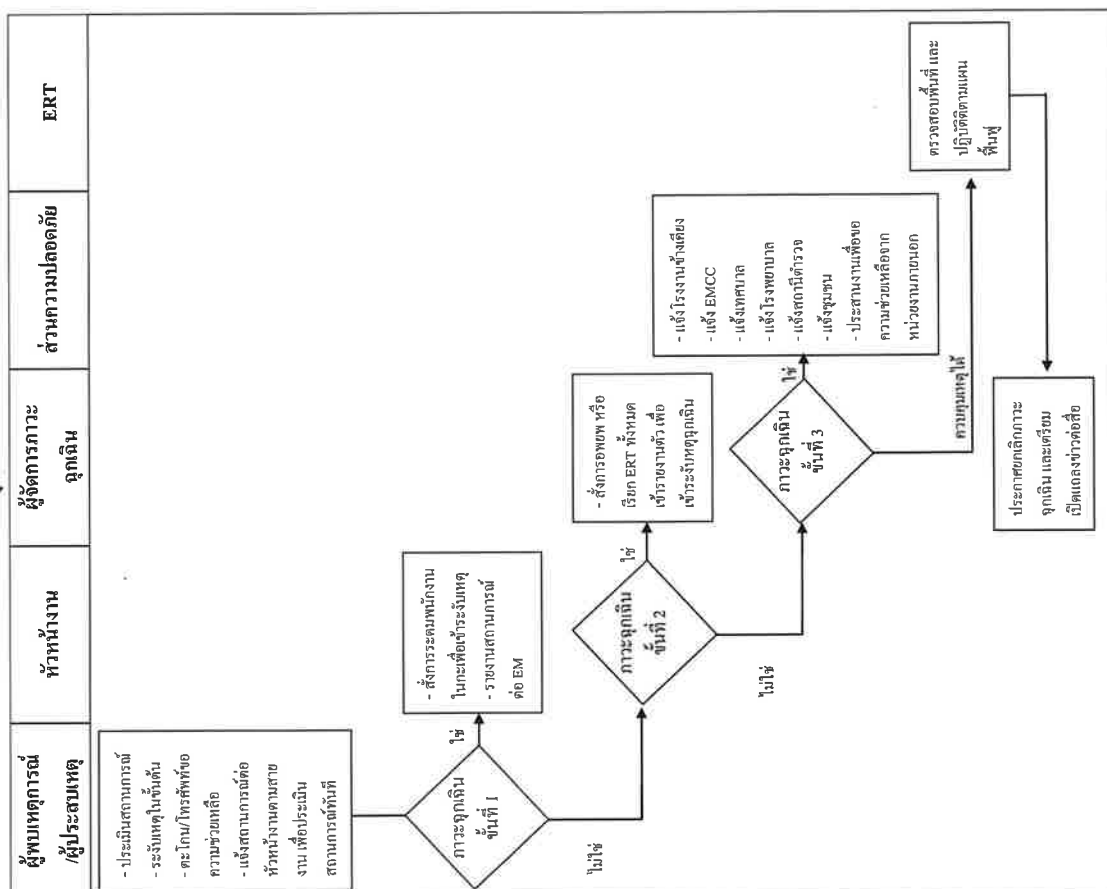 ผู้พบเหตุการณ์
/ผู้ประสบเหตุ
หัวหน้างาน
ผู้จัดการภาวะ
ฉุกเฉิน
ส่วนความปลอดภัย
ERT
- ประเมินสถานการณ์
- ระงับเหตุในขั้นต้น
- ตะโกน/โทรศัพท์ขอ
ความช่วยเหลือ
- แจ้งสถานการณ์ต่อ
หัวหน้างานตามสาย
งาน เพื่อประเมิน
สถานการณ์ทันที
ภาวะฉุกเฉิน
ขั้นที่ 1
ใช่
ไม่ใช่
- สั่งการระดมพนักงาน
ในกะเพื่อเข้าระงับเหตุ
- รายงานสถานการณ์
ต่อ EM
ภาวะฉุกเฉิน
ขั้นที่ 2
ใช่
ไม่ใช่
- สั่งการอพยพ หรือ
เรียก ERT ทั้งหมด
เข้ารายงานตัว เพื่อ
เข้าระงับเหตุฉุกเฉิน
ภาวะฉุกเฉิน
ขั้นที่ 3
ใช่
- แจ้งโรงงานข้างเคียง
- แจ้ง EMCC
- แจ้งเทศบาล
- แจ้งโรงพยาบาล
- แจ้งสถานีตำรวจ
- แจ้งชุมชน
- ประสานงานเพื่อขอ
ความช่วยเหลือจาก
หน่วยงานภายนอก
ควบคุมเหตุได้
ตรวจสอบพื้นที่ และ
ปฏิบัติตามแผน
ฟื้นฟู
ประกาศยกเลิกภาวะ
ฉุกเฉิน และเตรียม
เปิดแถลงข่าวต่อสื่อ